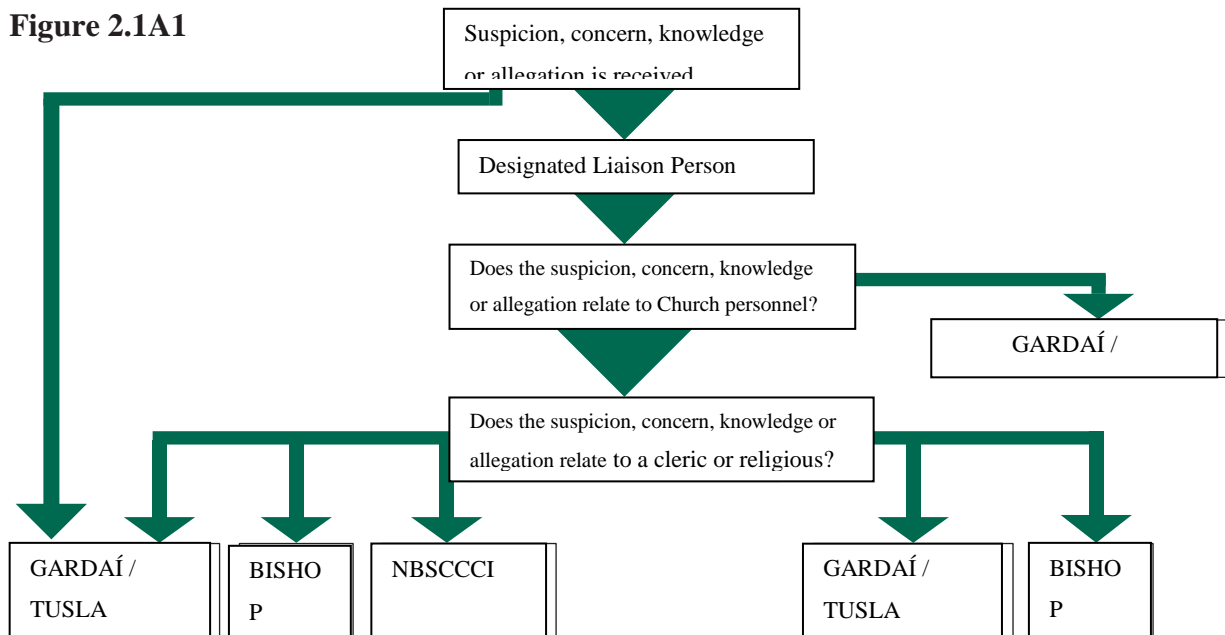 Figure 2.1A1
Suspicion, concern, knowledge
or allegation is received
Designated Liaison Person
Does the suspicion, concern, knowledge
or allegation relate to Church personnel?
GARDAÍ /
Does the suspicion, concern, knowledge or
allegation relate to a cleric or religious?
GARDAÍ /
TUSLA
BISHO
P
NBSCCCI
GARDAÍ /
TUSLA
BISHO
P